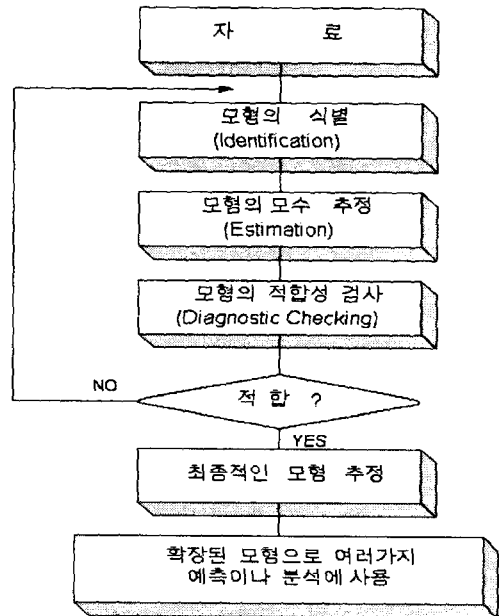 자 료
모형의 식별
(Identification)
모형의 모수 추정
(Estimation)
모형의 적합성 검사
(Diagnostic Checking)
적 합 ?
NO
YES
최종적인 모형 추정
확장된 모형으로 여러가지
예측이나 분석에 사용